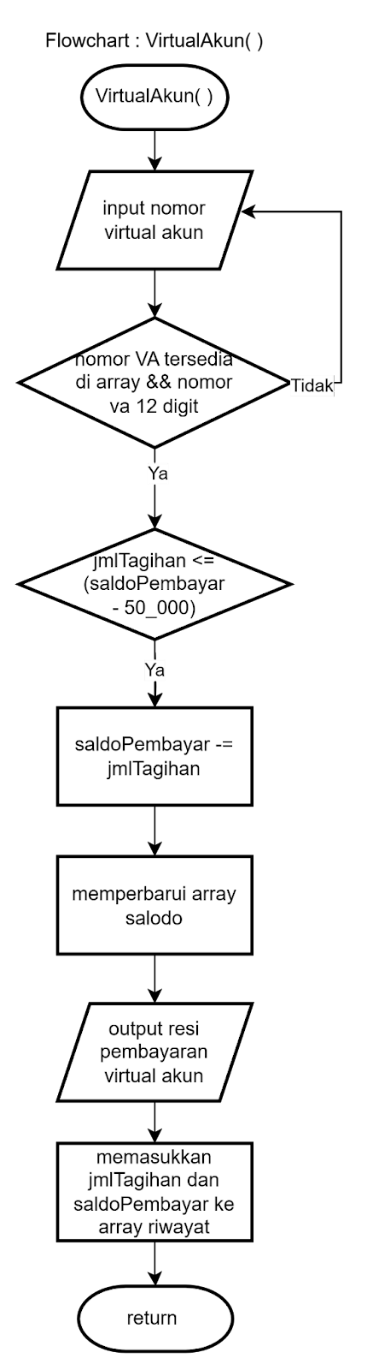 Flowchart : VirtualAkun( )
VirtualAkun( )
input nomor
virtual akun
nomor VA tersedia
di array && nomor
va 12 digit
Tidak
Ya
jmlTagihan <=
(saldoPembayar
- 50_000)
Ya
saldoPembayar -=
jmlTagihan
memperbarui array
salodo
output resi
pembayaran
virtual akun
memasukkan
jmlTagihan dan
saldoPembayar ke
array riwayat
return